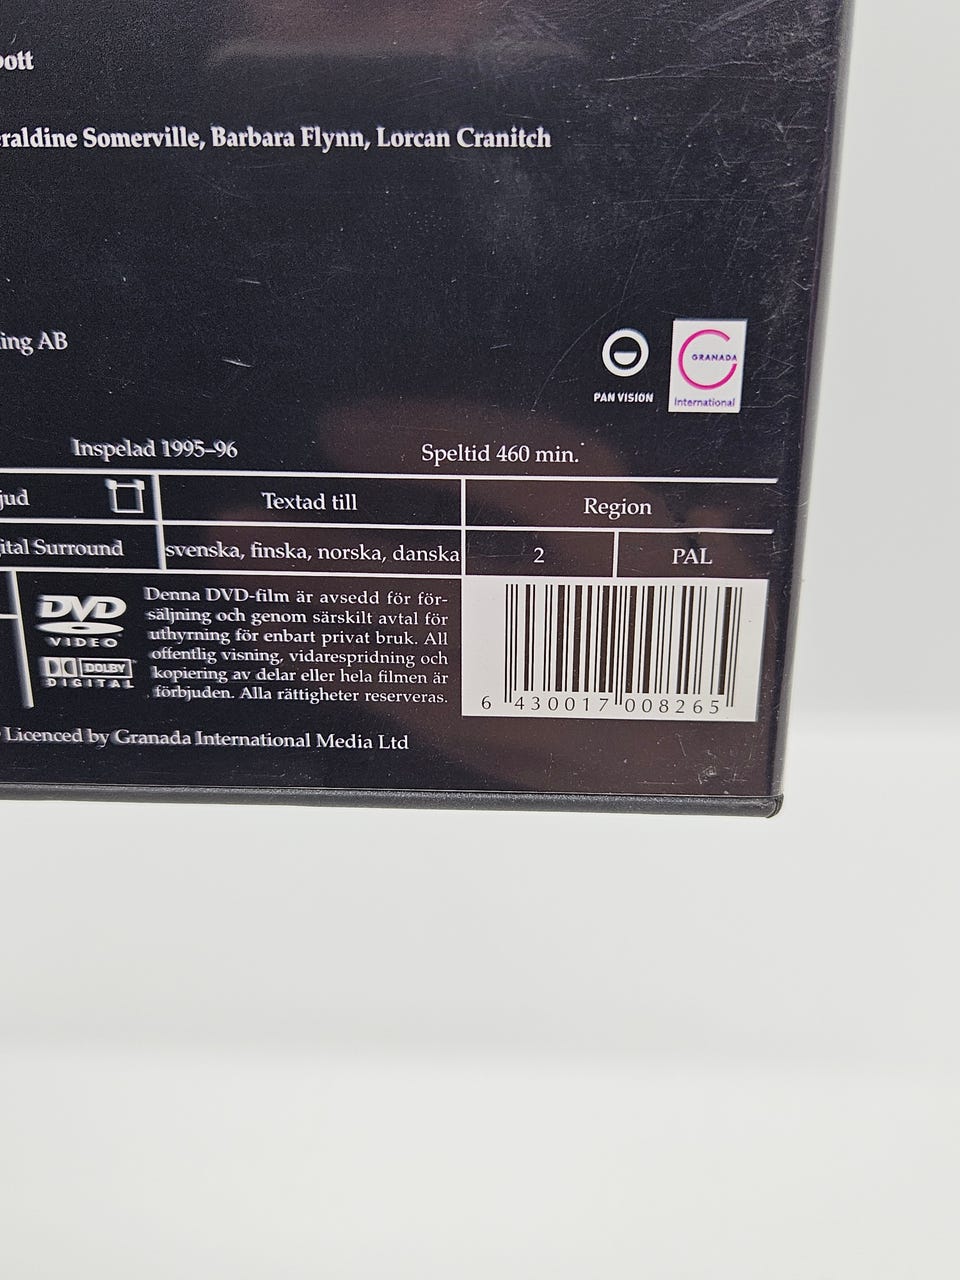 ott
raldine Somerville, Barbara Flynn, Lorcan Cranitch
ing AB
PAN VISION
GRANADA
International
Inspelad 1995–96
Speltid 460 min.
jud
Textad till
Region
ital Surround
svenska, finska, norska, danska
2
PAL
DVD
VIDEO
DOLBY
DIGITAL
Denna DVD-film är avsedd för för-
säljning och genom särskilt avtal för
uthyrning för enbart privat bruk. All
offentlig visning, vidarespridning och
kopiering av delar eller hela filmen är
förbjuden. Alla rättigheter reserveras.
6 430017 008265
Licenced by Granada International Media Ltd